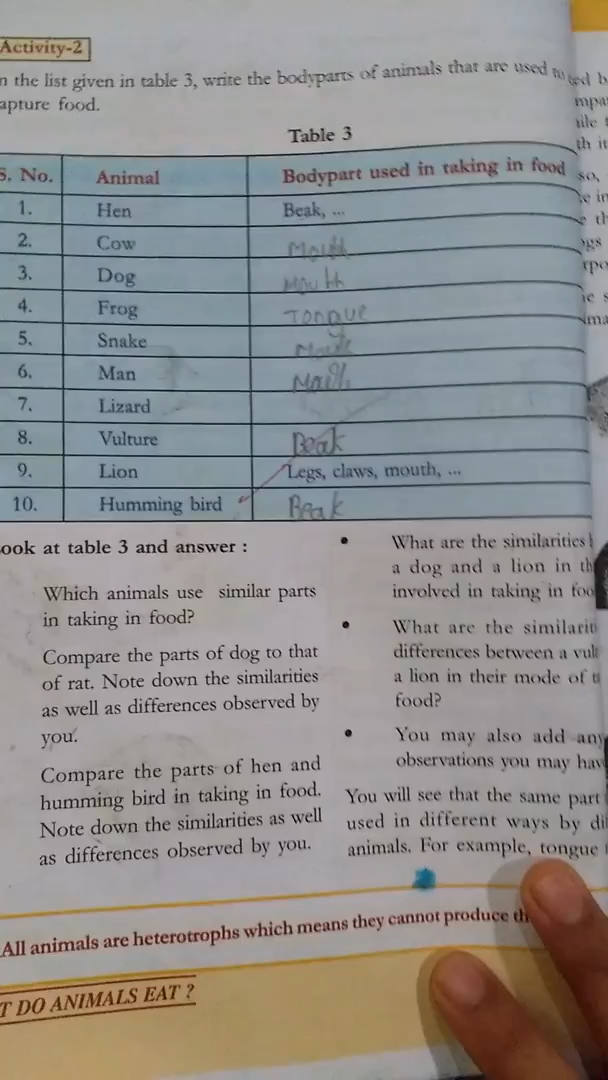 Activity-2
n the list given in table 3, write the bodyparts of animals that are used to
apture food.
Table 3
S. No. Animal Bodypart used in taking in food
1. Hen Beak, ...
2. Cow Mouth
3. Dog Mouth
4. Frog Tongue
5. Snake
6. Man
7. Lizard
8. Vulture Beak
9. Lion Legs, claws, mouth, ...
10. Humming bird Beak
ook at table 3 and answer :
Which animals use similar parts
in taking in food?
Compare the parts of dog to that
of rat. Note down the similarities
as well as differences observed by
you.
Compare the parts of hen and
humming bird in taking in food.
Note down the similarities as well
as differences observed by you.
• What are the similarities
a dog and a lion in th
involved in taking in foo
• What are the similarit
differences between a vult
a lion in their mode of
food?
• You may also add any
observations you may hav
You will see that the same part
used in different ways by di
animals. For example, tongue
All animals are heterotrophs which means they cannot produce th
T DO ANIMALS EAT ?